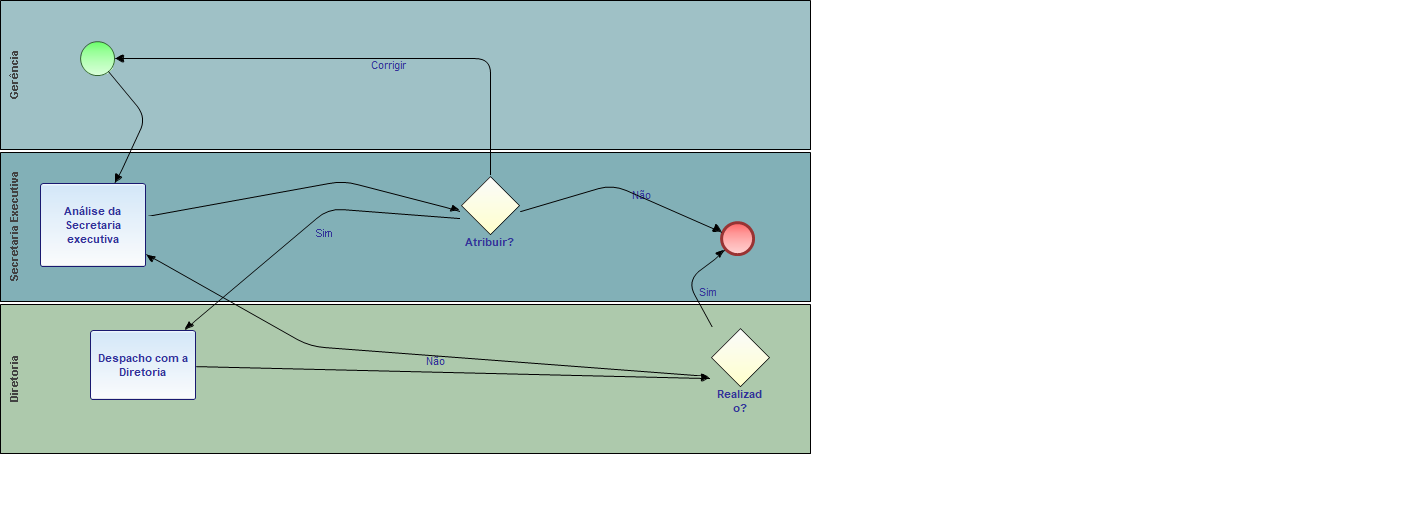 Gerência
Corrigir
Secretaria Executiva
Análise da
Secretaria
executiva
Sim
Atribuir?
Não
Sim
Diretoria
Despacho com a
Diretoria
Não
Realizad
o?